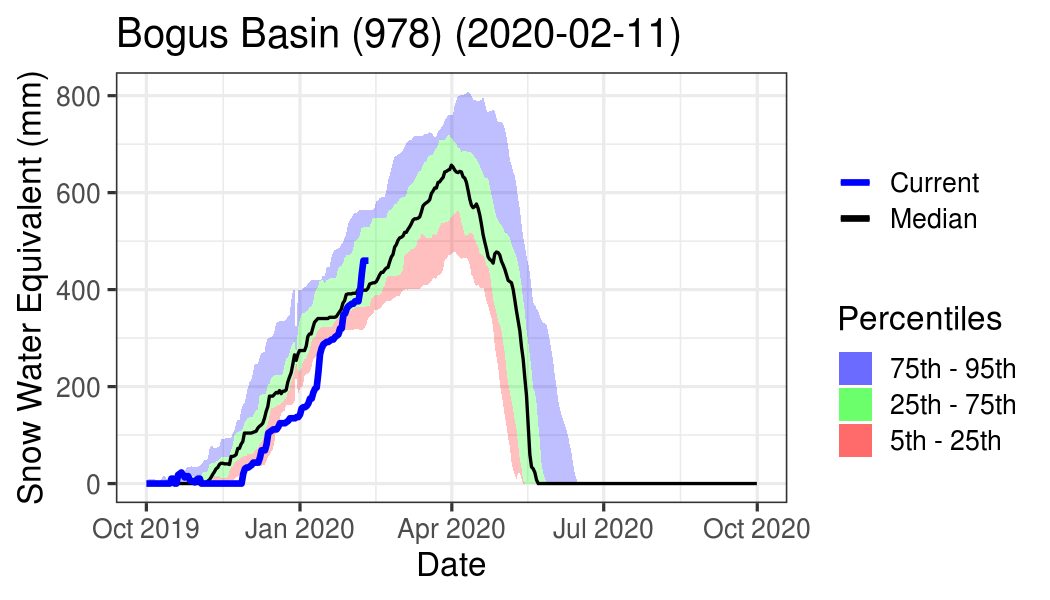 Bogus Basin (978) (2020-02-11)
Snow Water Equivalent (mm)
800
600
400
200
0
Oct 2019
Jan 2020
Apr 2020
Jul 2020
Oct 2020
Date
Current
Median
Percentiles
75th - 95th
25th - 75th
5th - 25th